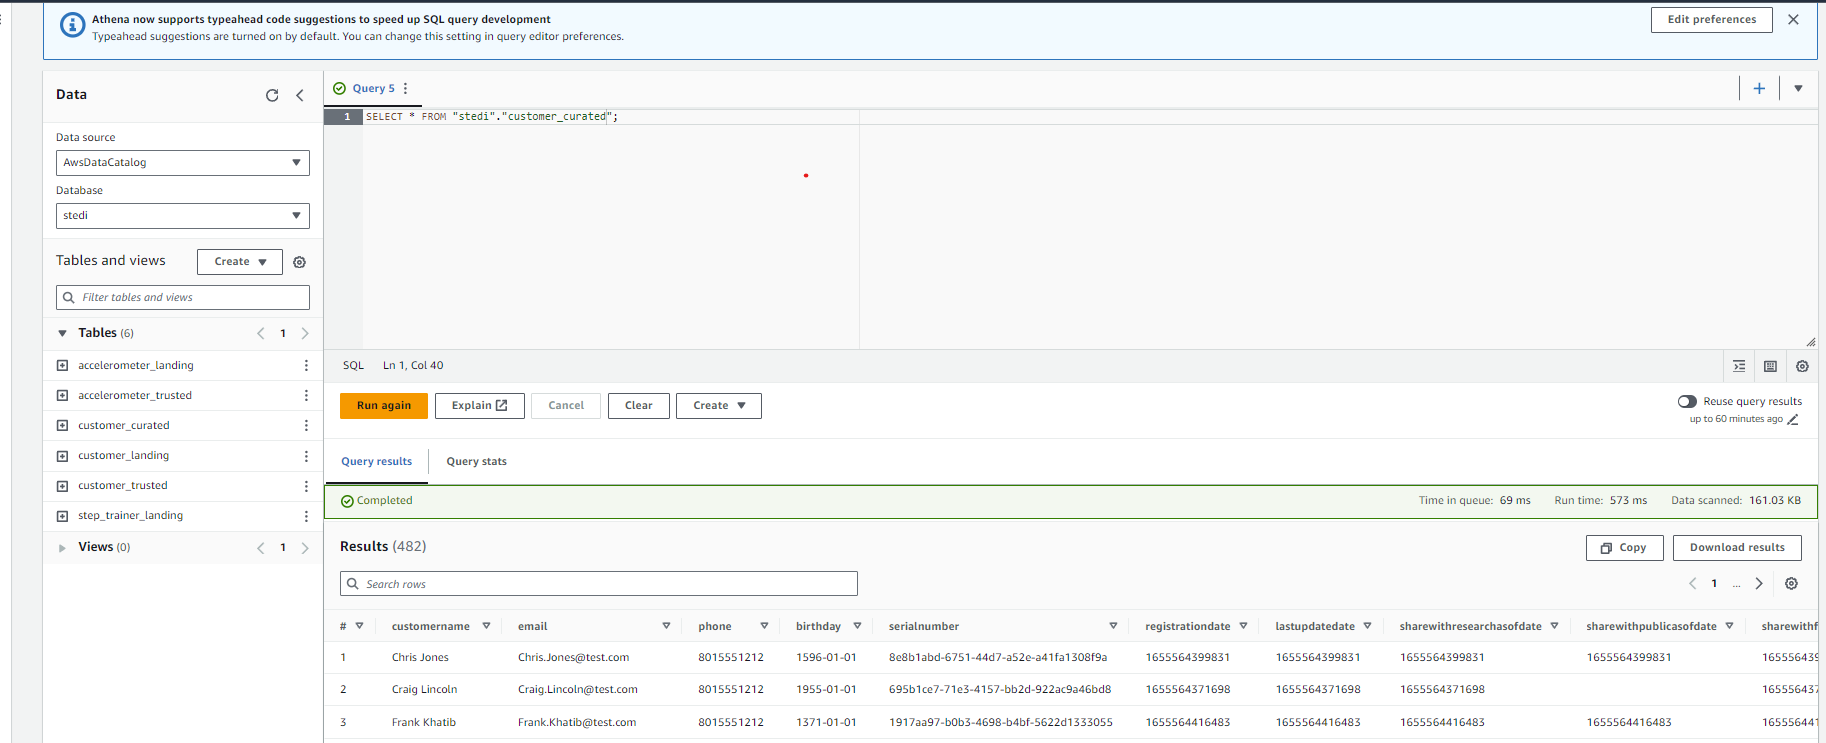 Athena now supports typeahead code suggestions to speed up SQL query development
Typeahead suggestions are turned on by default. You can change this setting in query editor preferences.
Edit preferences
Data
Data source
AwsDataCatalog
Database
stedi
Tables and views
Create
Filter tables and views
Tables (6)
1
accelerometer_landing
accelerometer_trusted
customer_curated
customer_landing
customer_trusted
step_trainer_landing
Views (0)
1
Query 5
1 SELECT * FROM "stedi"."customer_curated";
SQL Ln 1, Col 40
Run again Explain Cancel Clear Create
Reuse query results
up to 60 minutes ago
Query results Query stats
Completed Time in queue: 69 ms Run time: 573 ms Data scanned: 161.03 KB
Results (482)
Copy Download results
Search rows
1 ...
# customername email phone birthday serialnumber registrationdate lastupdatedate sharewithresearchasofdate sharewithpublicasofdate sharewithf
1 Chris Jones Chris.Jones@test.com 8015551212 1596-01-01 8e8b1abd-6751-44d7-a52e-a41fa1308f9a 1655564399831 1655564399831 1655564399831 1655564399831 165556439
2 Craig Lincoln Craig.Lincoln@test.com 8015551212 1955-01-01 695b1ce7-71e3-4157-bb2d-922ac9a46bd8 1655564371698 1655564371698 1655564371698 165556437
3 Frank Khatib Frank.Khatib@test.com 8015551212 1371-01-01 1917aa97-b0b3-4698-b4bf-5622d1333055 1655564416483 1655564416483 1655564416483 1655564416483 165556441